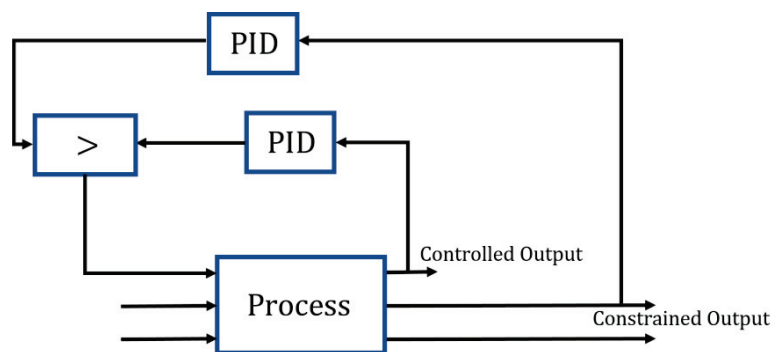 PID
>
PID
Controlled Output
Process
Constrained Output